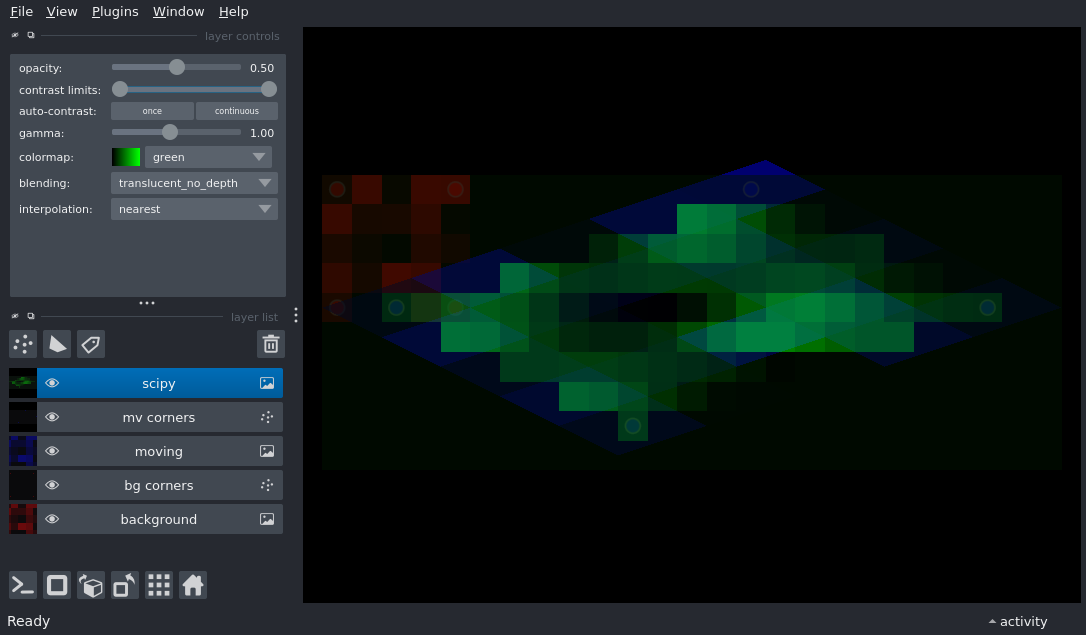 File View Plugins Window Help
layer controls
opacity: 0.50
contrast limits:
auto-contrast: once continuous
gamma: 1.00
colormap: green
blending: translucent_no_depth
interpolation: nearest
layer list
scipy
mv corners
moving
bg corners
background
Ready activity